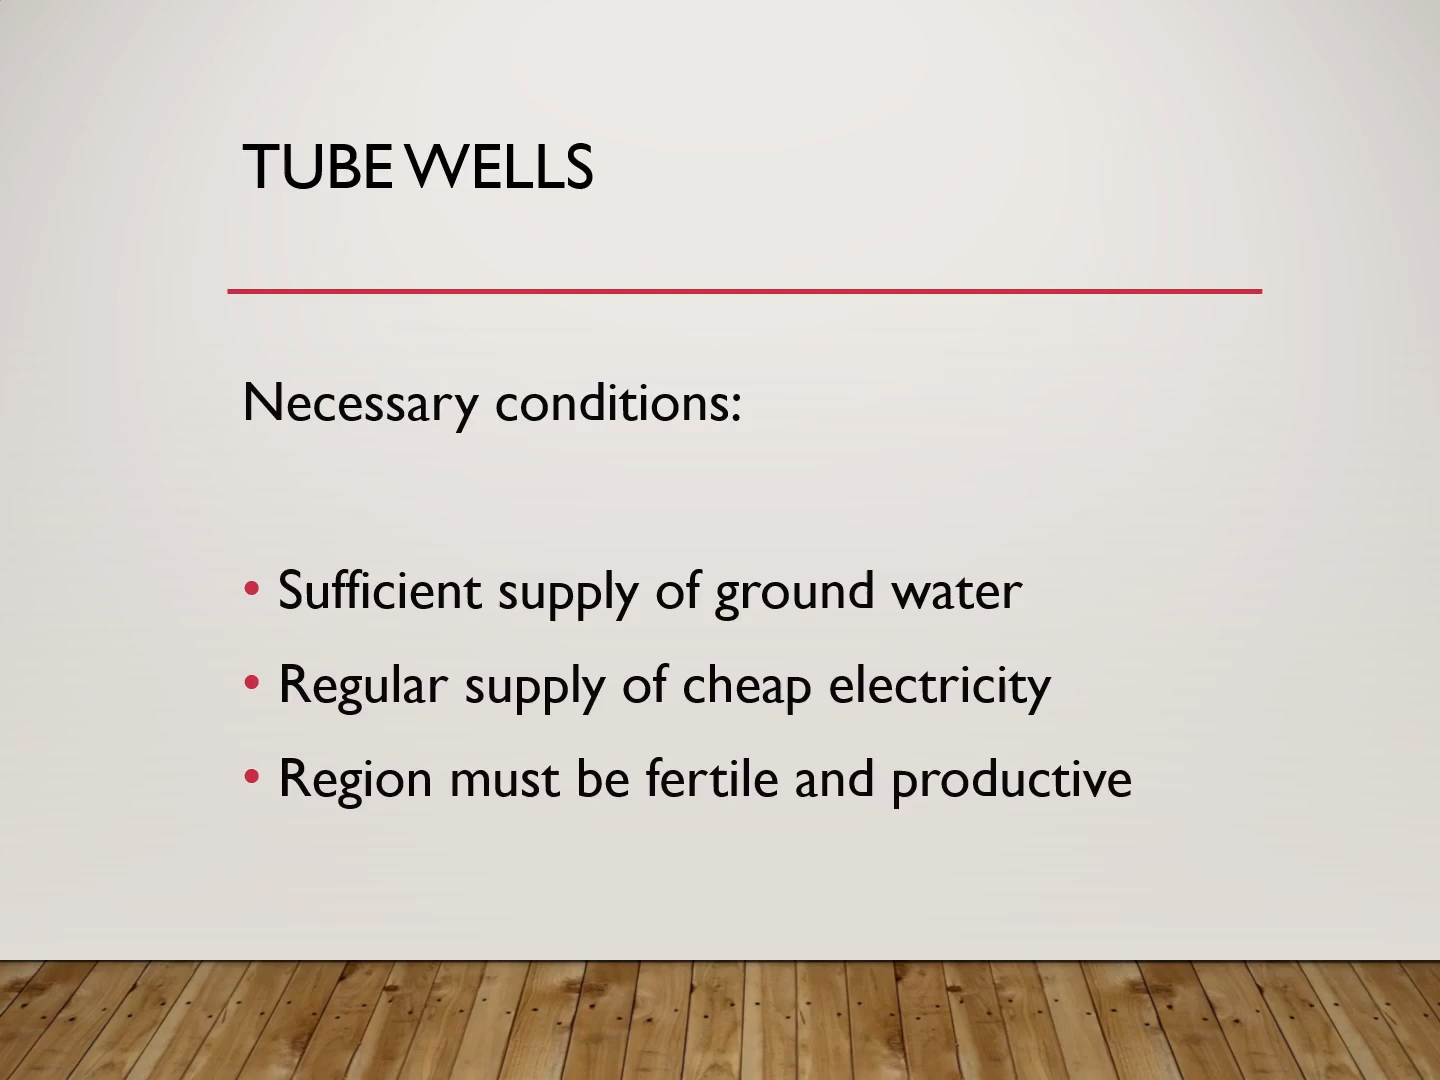 TUBE WELLS
Necessary conditions:
• Sufficient supply of ground water
• Regular supply of cheap electricity
• Region must be fertile and productive